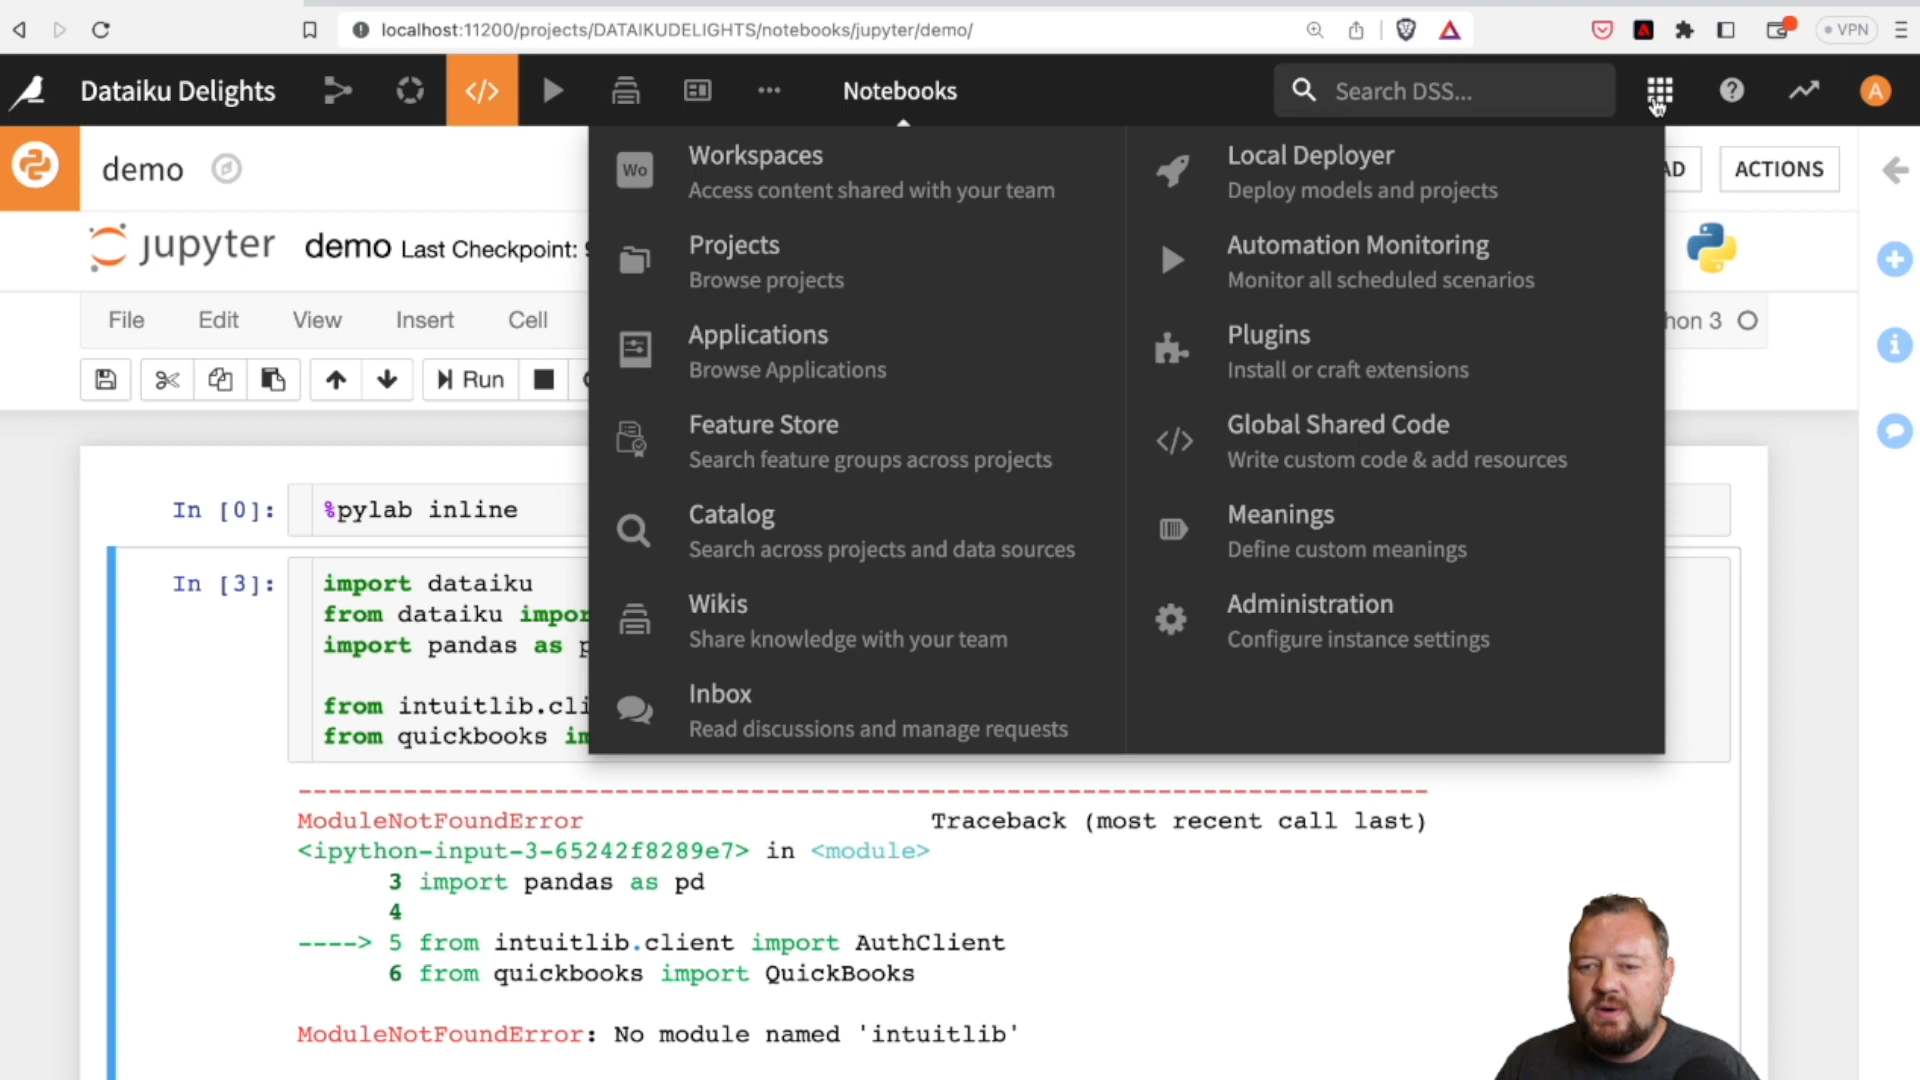 localhost:11200/projects/DATAIKUDELIGHTS/notebooks/jupyter/demo/
VPN
Dataiku Delights
Notebooks
Search DSS...
A
demo
AD
ACTIONS
jupyter demo Last Checkpoint:
File Edit View Insert Cell
hon 3
Run
Wo
Workspaces
Access content shared with your team
Projects
Browse projects
Applications
Browse Applications
Feature Store
Search feature groups across projects
Catalog
Search across projects and data sources
Wikis
Share knowledge with your team
Inbox
Read discussions and manage requests
Local Deployer
Deploy models and projects
Automation Monitoring
Monitor all scheduled scenarios
Plugins
Install or craft extensions
Global Shared Code
Write custom code & add resources
Meanings
Define custom meanings
Administration
Configure instance settings
In [0]: %pylab inline
In [3]: import dataiku
from dataiku impor
import pandas as p
from intuitlib.cli
from quickbooks im
ModuleNotFoundError Traceback (most recent call last)
<ipython-input-3-65242f8289e7> in <module>
3 import pandas as pd
4
----> 5 from intuitlib.client import AuthClient
6 from quickbooks import QuickBooks
ModuleNotFoundError: No module named 'intuitlib'